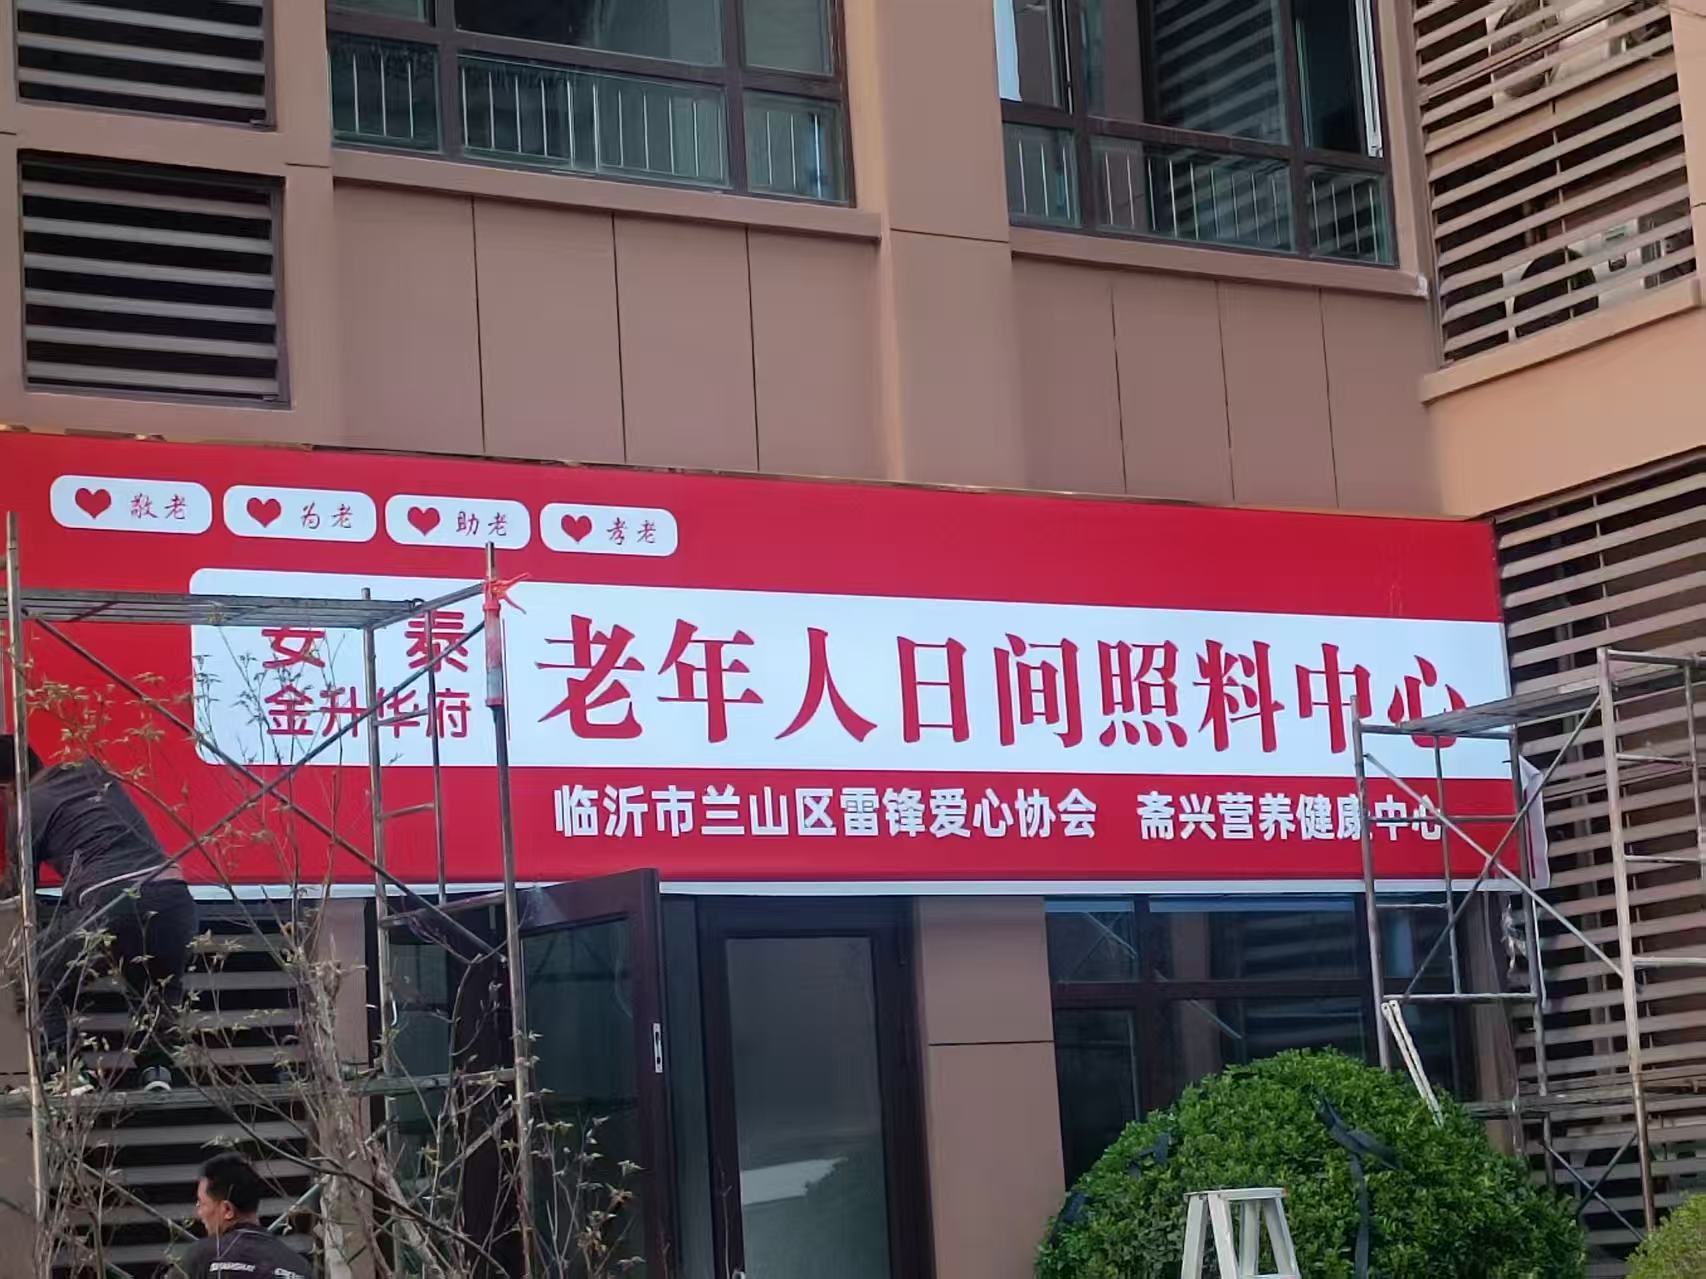 敬老 为老 助老 孝老
安泰
金升华府
老年人日间照料中心
临沂市兰山区雷锋爱心协会 斋兴营养健康中心